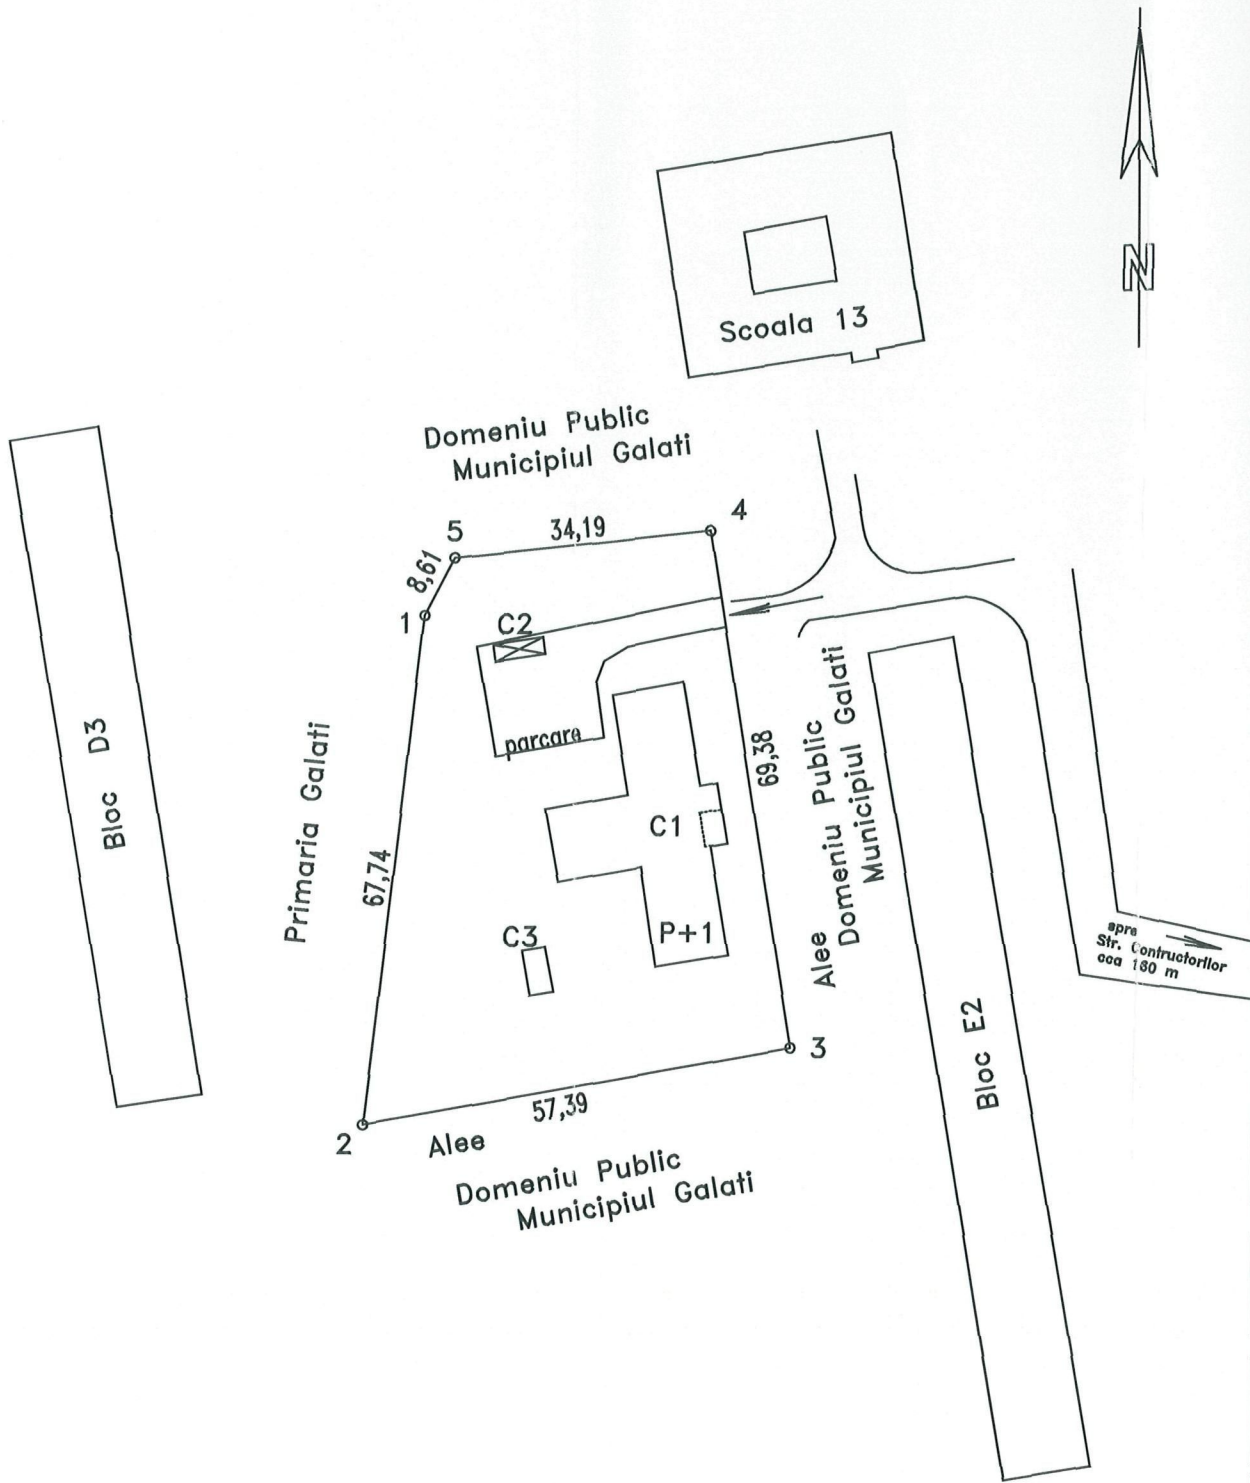 N
Scoala 13
Domeniu Public
Municipiul Galati
4
5
34,19
8,61
1
C2
parcare
Bloc D3
Primaria Galati
67,74
69,38
C1
P+1
C3
Alee
Domeniu Public
Municipiul Galati
Bloc E2
spre
Str. Contructorilor
cca 180 m
3
57,39
2
Alee
Domeniu Public
Municipiul Galati